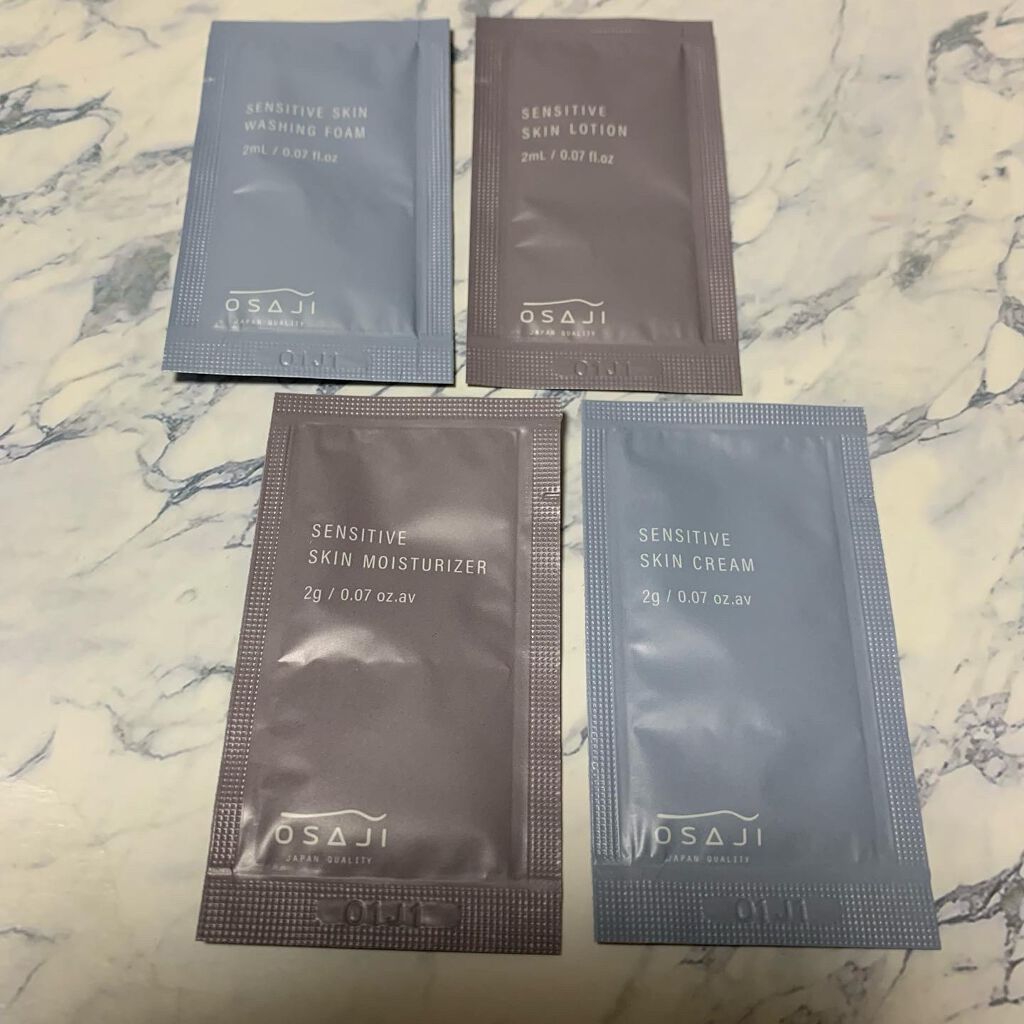 SENSITIVE SKIN
WASHING FOAM
2mL / 0.07 fl.oz
OSAJI
JAPAN QUALITY
01J1
SENSITIVE
SKIN LOTION
2mL / 0.07 fl.oz
OSAJI
JAPAN QUALITY
01J1
SENSITIVE
SKIN MOISTURIZER
2g / 0.07 oz.av
OSAJI
JAPAN QUALITY
01J1
SENSITIVE
SKIN CREAM
2g / 0.07 oz.av
OSAJI
JAPAN QUALITY
01J1